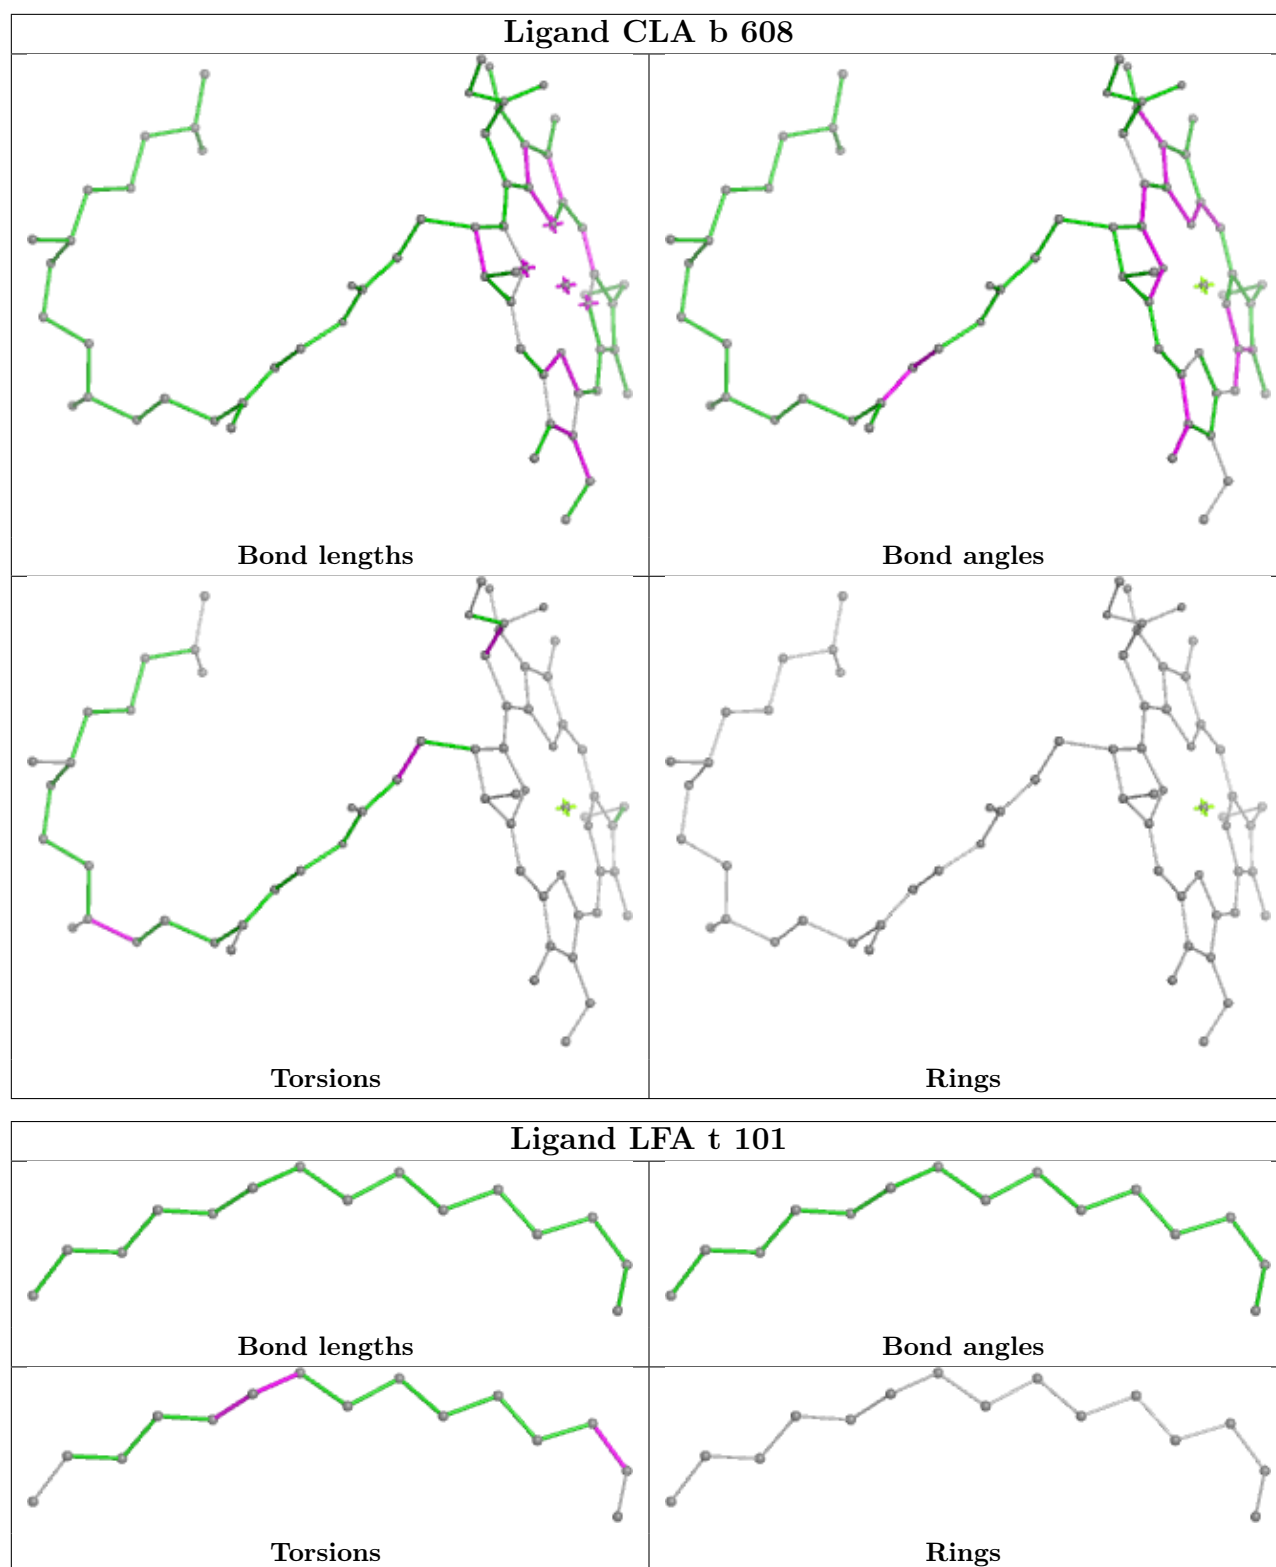 Ligand CLA b 608
Bond lengths
Bond angles
Torsions
Rings
Ligand LFA t 101
Bond lengths
Bond angles
Torsions
Rings